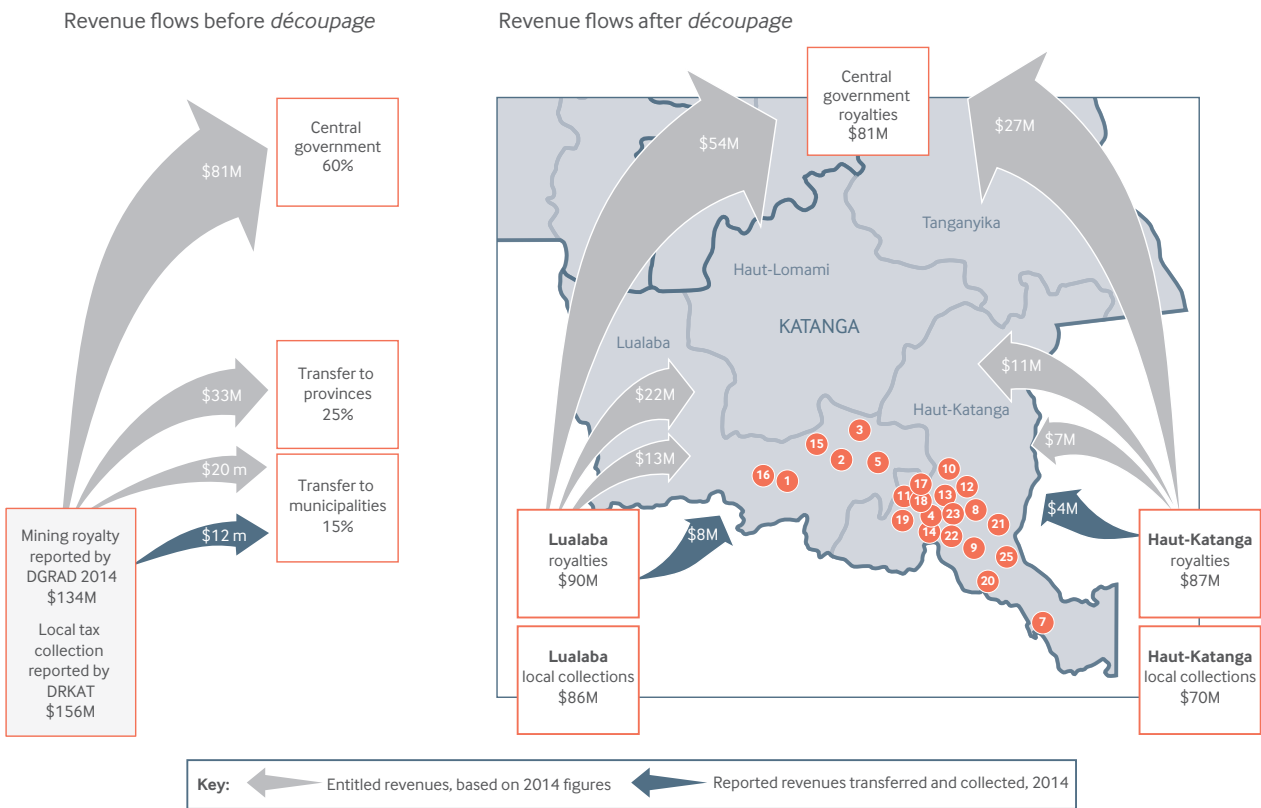 Revenue flows before découpage
$81M
Central
government
60%
$33M
Transfer to
provinces
25%
$20 m
Transfer to
municipalities
15%
$12 m
Mining royalty
reported by
DGRAD 2014
$134M
Local tax
collection
reported by
DRKAT
$156M
Revenue flows after découpage
Central
government
royalties
$81M
$54M
$27M
Tanganyika
Haut-Lomami
KATANGA
Lualaba
Haut-Katanga
$22M
$13M
$11M
$7M
$8M
$4M
3
15
2
5
16
1
10
17
12
11
18
13
8
19
4
23
21
14
22
9
25
20
7
Lualaba
royalties
$90M
Lualaba
local collections
$86M
Haut-Katanga
royalties
$87M
Haut-Katanga
local collections
$70M
Key:
Entitled revenues, based on 2014 figures
Reported revenues transferred and collected, 2014